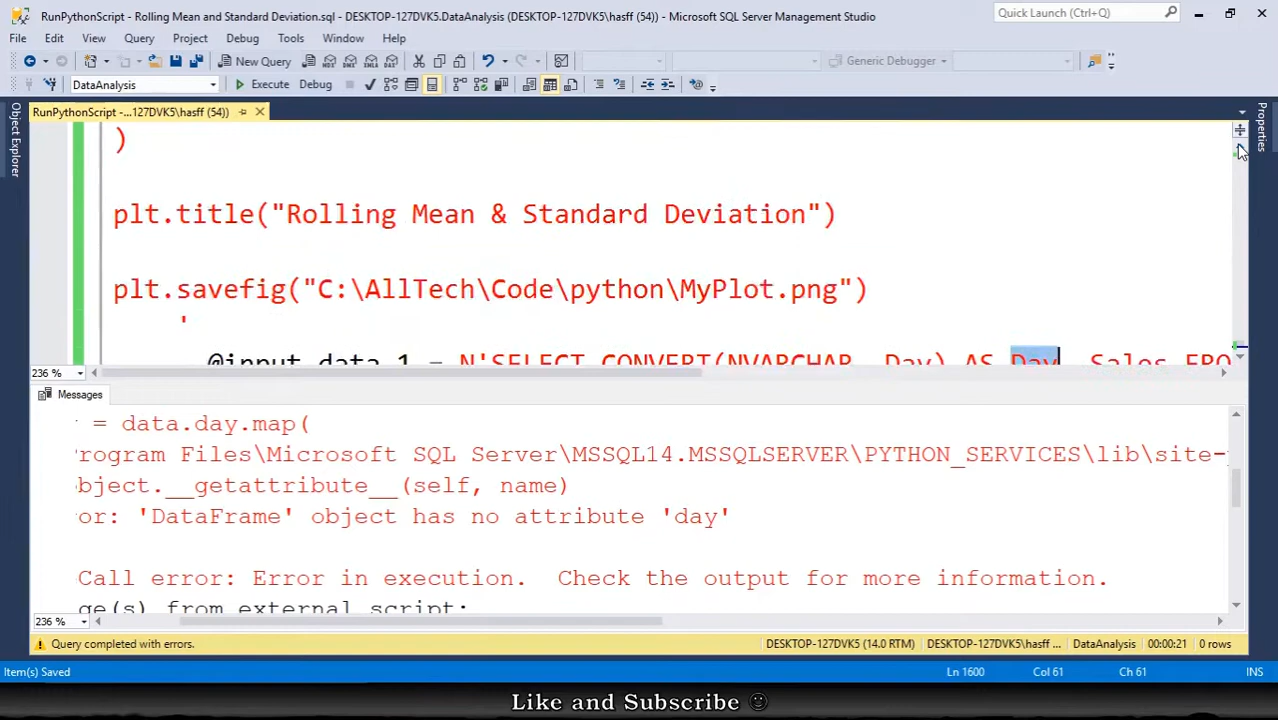 RunPythonScript - Rolling Mean and Standard Deviation.sql - DESKTOP-127DVK5.DataAnalysis (DESKTOP-127DVK5\hasff (54)) - Microsoft SQL Server Management Studio
Quick Launch (Ctrl+Q)
File Edit View Query Project Debug Tools Window Help
New Query
Generic Debugger
DataAnalysis
Execute Debug
RunPythonScript -...127DVK5\hasff (54))
Object Explorer
Properties
)
plt.title("Rolling Mean & Standard Deviation")
plt.savefig("C:\AllTech\Code\python\MyPlot.png")
'
@input_data_1 = N'SELECT CONVERT(NVARCHAR, Day) AS Day, Sales FRO
236 %
Messages
r = data.day.map(
rogram Files\Microsoft SQL Server\MSSQL14.MSSQLSERVER\PYTHON_SERVICES\lib\site-
bject.__getattribute__(self, name)
or: 'DataFrame' object has no attribute 'day'
Call error: Error in execution.  Check the output for more information.
ge(s) from external script:
236 %
Query completed with errors.
DESKTOP-127DVK5 (14.0 RTM)
DESKTOP-127DVK5\hasff ...
DataAnalysis
00:00:21
0 rows
Item(s) Saved
Ln 1600
Col 61
Ch 61
INS
Like and Subscribe ☺